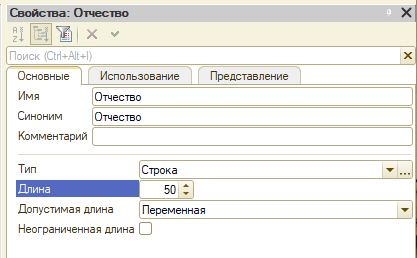 Свойства: Отчество
Поиск (Ctrl+Alt+I)
Основные Использование Представление
Имя Отчество
Синоним Отчество
Комментарий
Тип Строка ...
Длина 50
Допустимая длина Переменная
Неограниченная длина